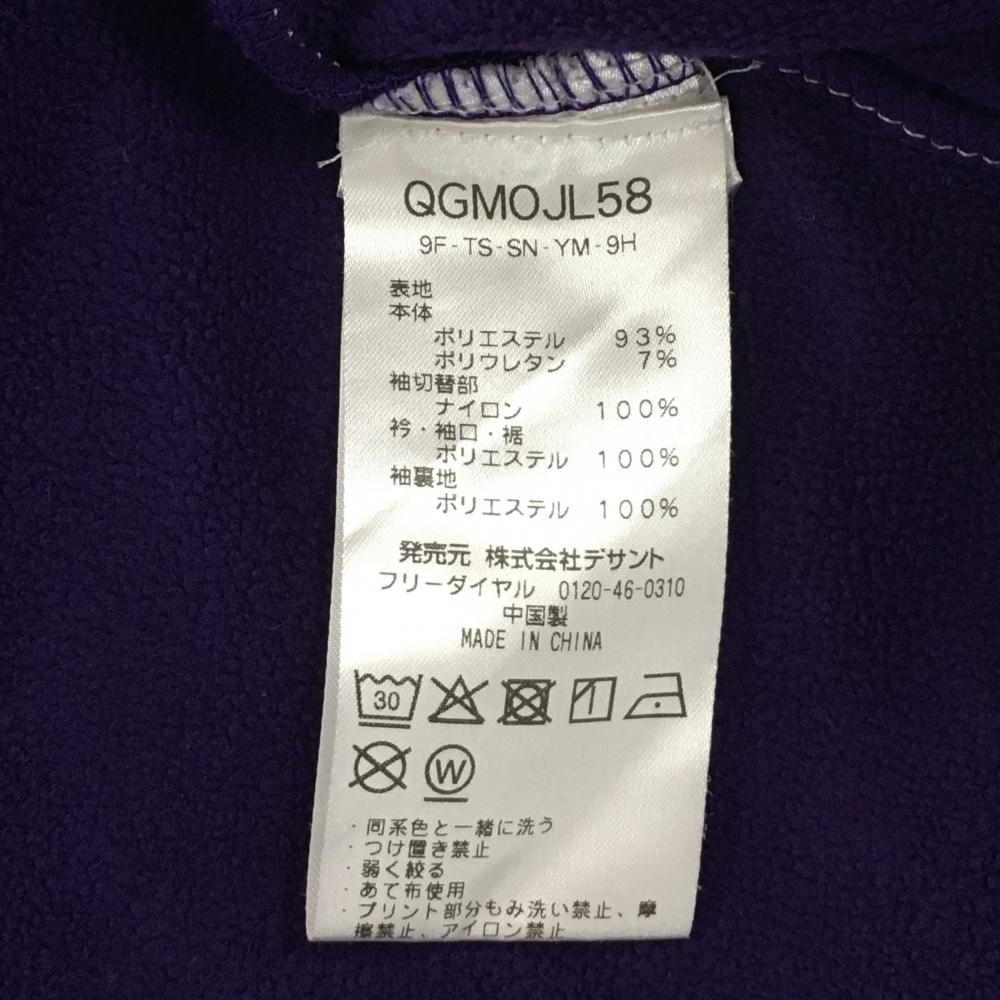 QGMOJL58
9F-TS-SN-YM-9H
表地
本体
ポリエステル 93%
ポリウレタン 7%
袖切替部
ナイロン 100%
衿・袖口・裾
ポリエステル 100%
袖裏地
ポリエステル 100%
発売元 株式会社デサント
フリーダイヤル 0120-46-0310
中国製
MADE IN CHINA
30
W
・同系色と一緒に洗う
・つけ置き禁止
・弱く絞る
・あて布使用
・プリント部分もみ洗い禁止、摩
擦禁止、アイロン禁止